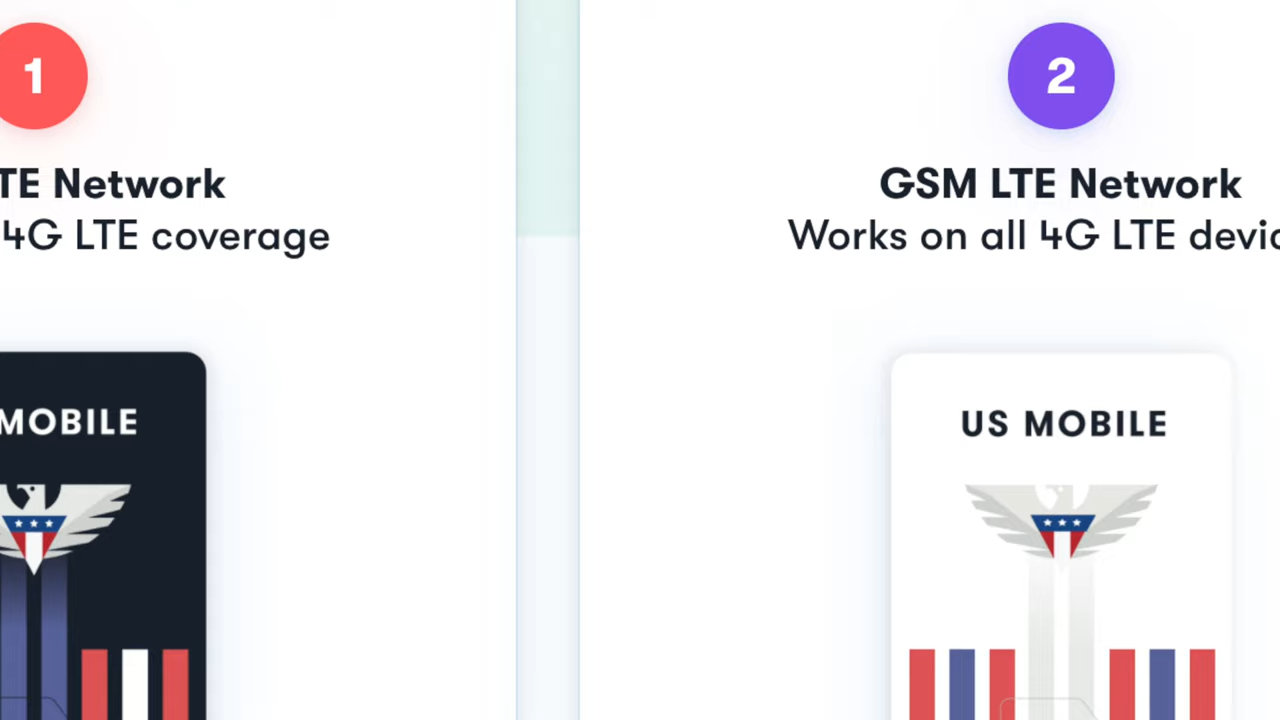 1
TE Network
4G LTE coverage
MOBILE
2
GSM LTE Network
Works on all 4G LTE devic
US MOBILE